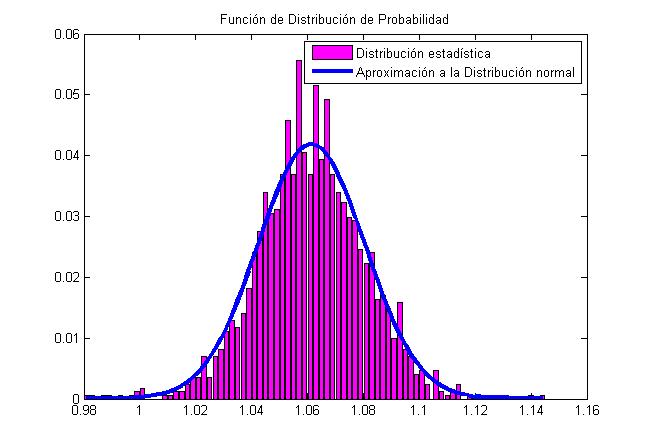 Función de Distribución de Probabilidad
Distribución estadística
Aproximación a la Distribución normal
0.06
0.05
0.04
0.03
0.02
0.01
0
0.98 1 1.02 1.04 1.06 1.08 1.10 1.12 1.14 1.16